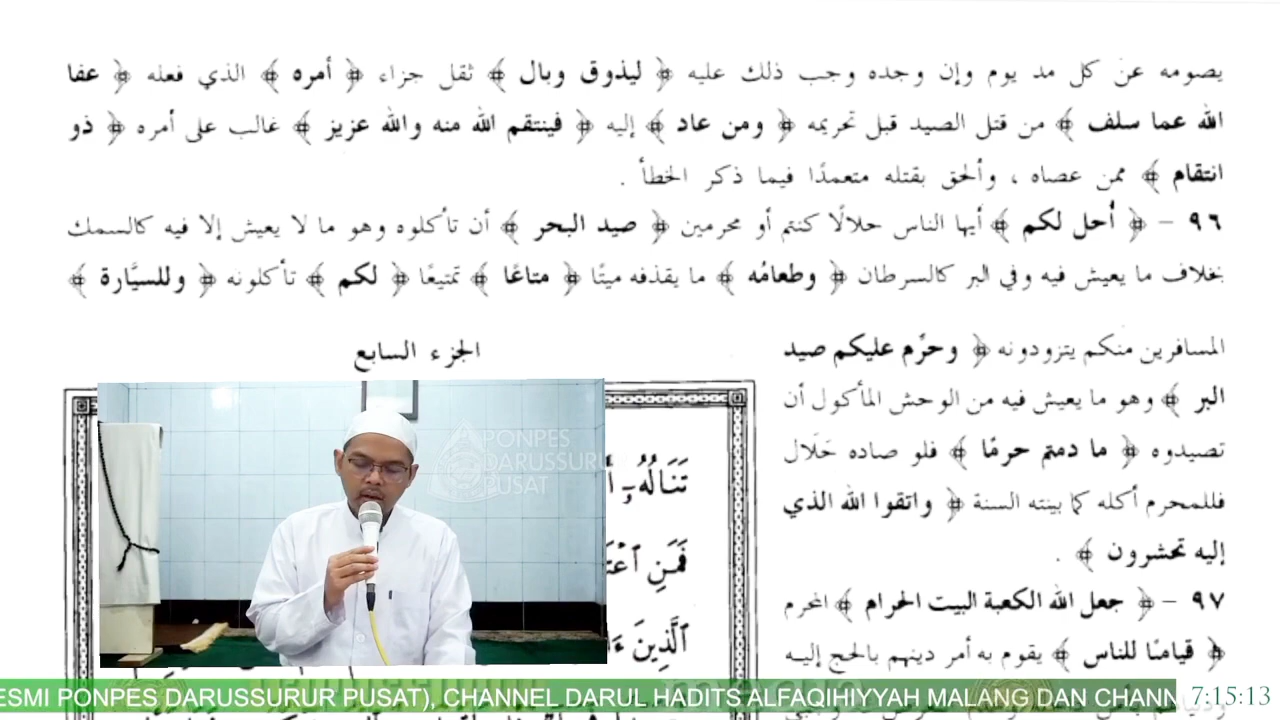 يصومه عن كل مد يوم وإن وجده وجب ذلك عليه ﴿ ليذوق وبال ﴾ ثقل جزاء ﴿ أمره ﴾ الذي فعله ﴿ عفا
الله عما سلف ﴾ من قتل الصيد قبل تحريمه ﴿ ومن عاد ﴾ إليه ﴿ فينتقم الله منه والله عزيز ﴾ غالب على أمره ﴿ ذو
انتقام ﴾ ممن عصاه ، وألحق بقتله متعمدًا فيما ذكر الخطأ .
٩٦ – ﴿ أُحل لكم ﴾ أيها الناس حلالًا كنتم أو محرمين ﴿ صيد البحر ﴾ أن تأكلوه وهو ما لا يعيش إلا فيه كالسمك
بخلاف ما يعيش فيه وفي البر كالسرطان ﴿ وطعامُه ﴾ ما يقذفه ميتًا ﴿ متاعًا ﴾ تمتيعًا ﴿ لكم ﴾ تأكلونه ﴿ وللسيَّارة ﴾
المسافرين منكم يتزودونه ﴿ وحرِّم عليكم صيد
البر ﴾ وهو ما يعيش فيه من الوحش المأكول أن
تصيدوه ﴿ ما دمتم حرمًا ﴾ فلو صاده حَلَال
فللمحرم أكله كما بينته السنة ﴿ واتقوا الله الذي
إليه تحشرون ﴾ .
٩٧ – ﴿ جعل الله الكعبة البيت الحرام ﴾ المحرم
﴿ قيامًا للناس ﴾ يقوم به أمر دينهم بالحج إليه
الجزء السابع
تَنَالُهُۥٓ
فَمَنِ
ٱلَّذِينَ
PONPES
DARUSSURUR
PUSAT
ESMI PONPES DARUSSURUR PUSAT), CHANNEL DARUL HADITS ALFAQIHIYYAH MALANG DAN CHANN
7:15:13